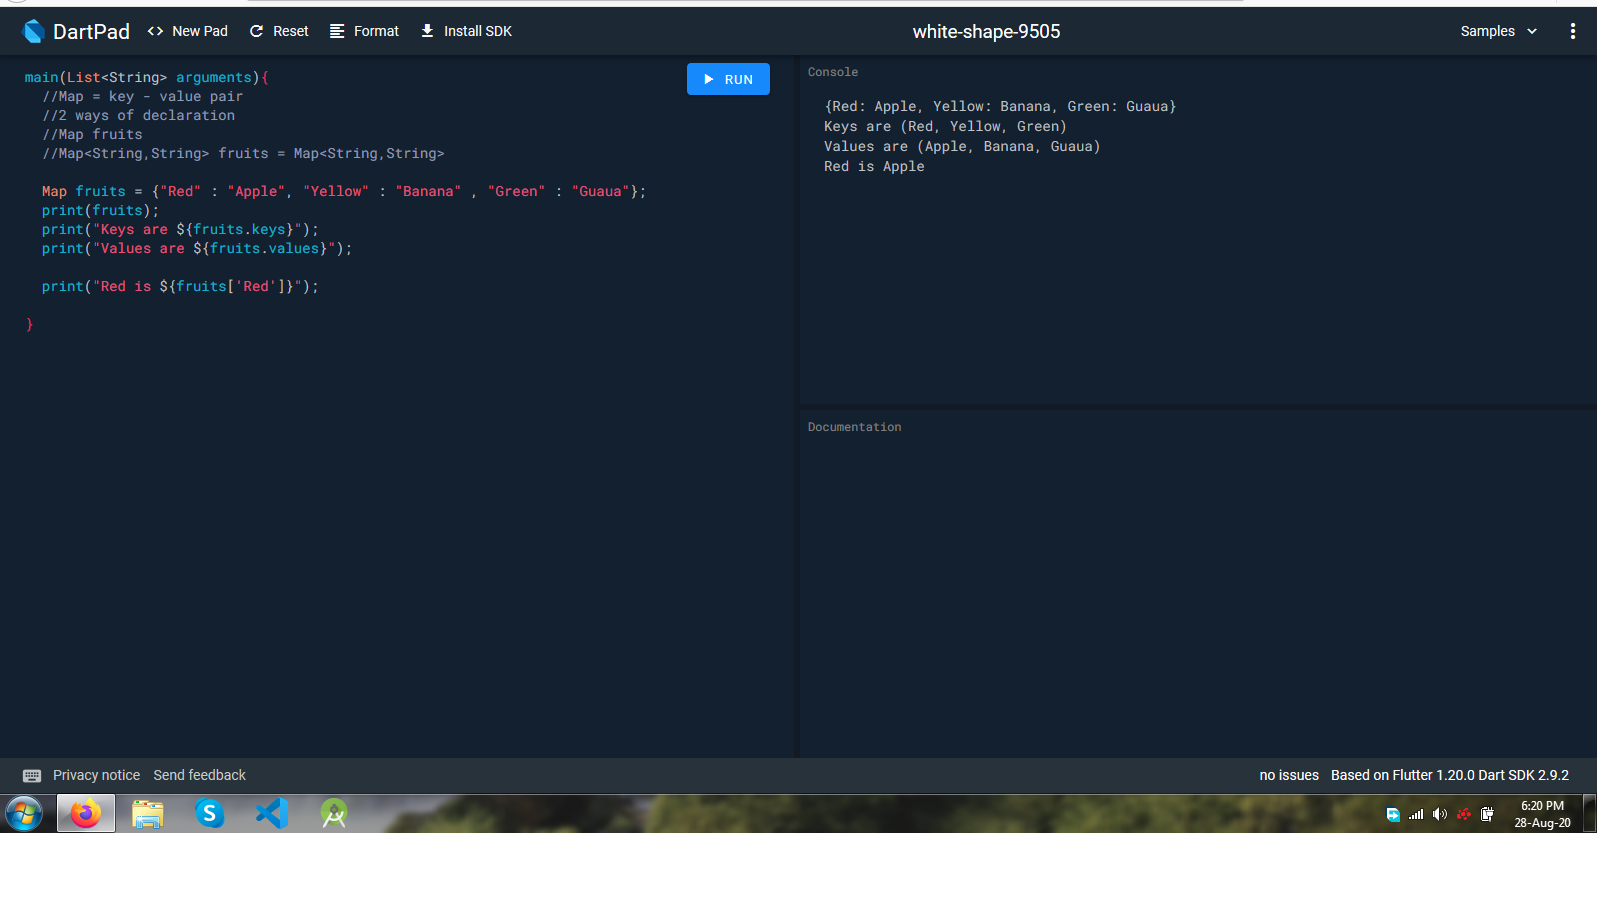 DartPad <> New Pad Reset Format Install SDK white-shape-9505 Samples
main(List<String> arguments){
//Map = key - value pair
//2 ways of declaration
//Map fruits
//Map<String,String> fruits = Map<String,String>
Map fruits = {"Red" : "Apple", "Yellow" : "Banana" , "Green" : "Guaua"};
print(fruits);
print("Keys are ${fruits.keys}");
print("Values are ${fruits.values}");
print("Red is ${fruits['Red']}");
}
RUN
Console
{Red: Apple, Yellow: Banana, Green: Guaua}
Keys are (Red, Yellow, Green)
Values are (Apple, Banana, Guaua)
Red is Apple
Documentation
Privacy notice Send feedback no issues Based on Flutter 1.20.0 Dart SDK 2.9.2
S
6:20 PM
28-Aug-20